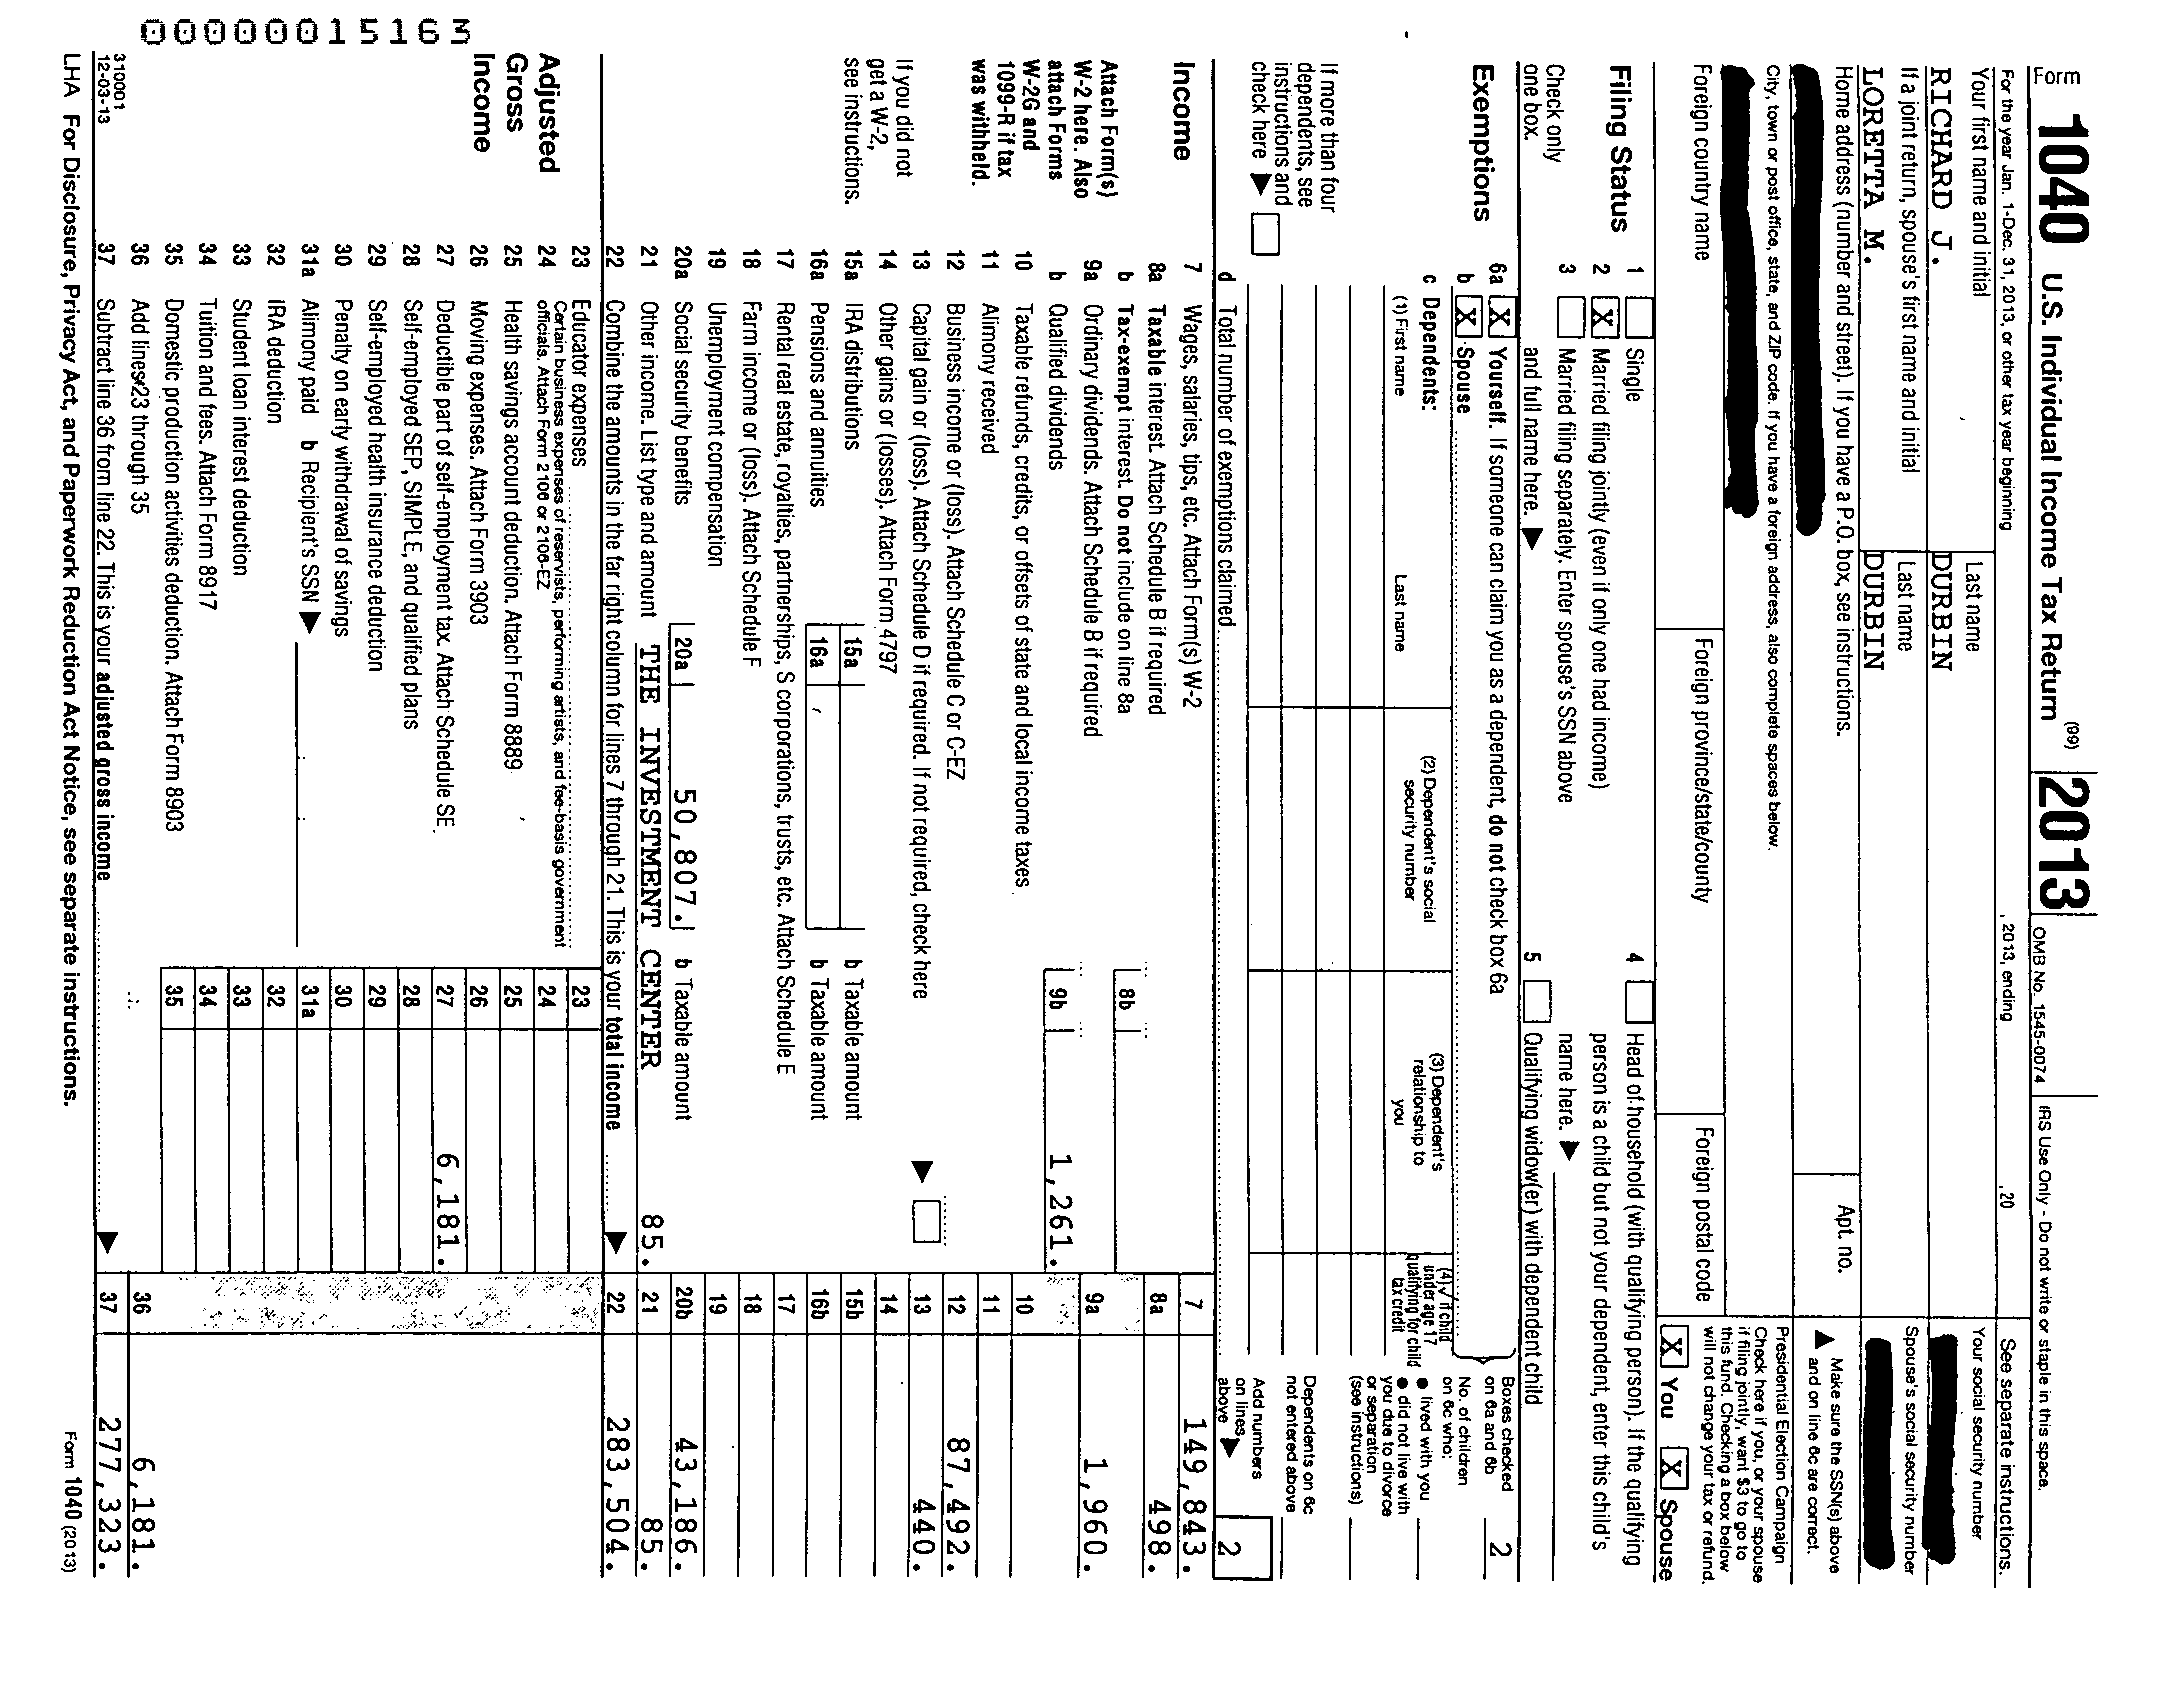 Form 1040 U.S. Individual Income Tax Return (99) 2013 OMB No. 1545-0074 IRS Use Only - Do not write or staple in this space.
For the year Jan. 1-Dec. 31, 2013, or other tax year beginning , 2013, ending , 20 See separate instructions.
Your first name and initial Last name Your social security number
RICHARD J. DURBIN
If a joint return, spouse's first name and initial Last name Spouse's social security number
LORETTA M. DURBIN
Home address (number and street). If you have a P.O. box, see instructions. Apt. no.
▲ Make sure the SSN(s) above
and on line 6c are correct.
City, town or post office, state, and ZIP code. If you have a foreign address, also complete spaces below.
Presidential Election Campaign
Check here if you, or your spouse
if filing jointly, want $3 to go to
this fund. Checking a box below
will not change your tax or refund.
X You X Spouse
Foreign country name Foreign province/state/county Foreign postal code
Filing Status
Check only
one box.
1 Single
2 X Married filing jointly (even if only one had income)
3 Married filing separately. Enter spouse's SSN above
and full name here. ▶
4 Head of household (with qualifying person). If the qualifying
person is a child but not your dependent, enter this child's
name here. ▶
5 Qualifying widow(er) with dependent child
Exemptions
6a X Yourself. If someone can claim you as a dependent, do not check box 6a
b X Spouse
Boxes checked
on 6a and 6b 2
c Dependents:
(1) First name Last name
(2) Dependent's social
security number
(3) Dependent's
relationship to
you
(4) √ if child
under age 17
qualifying for child
tax credit
No. of children
on 6c who:
● lived with you
● did not live with
you due to divorce
or separation
(see instructions)
Dependents on 6c
not entered above
If more than four
dependents, see
instructions and
check here ▶
d Total number of exemptions claimed
Add numbers
on lines
above ▶ 2
Income
Attach Form(s)
W-2 here. Also
attach Forms
W-2G and
1099-R if tax
was withheld.
If you did not
get a W-2,
see instructions.
7 Wages, salaries, tips, etc. Attach Form(s) W-2 7 149,843.
8a Taxable interest. Attach Schedule B if required 8a 498.
b Tax-exempt interest. Do not include on line 8a 8b
9a Ordinary dividends. Attach Schedule B if required 9a 1,960.
b Qualified dividends 9b 1,261.
10 Taxable refunds, credits, or offsets of state and local income taxes 10
11 Alimony received 11
12 Business income or (loss). Attach Schedule C or C-EZ 12 87,492.
13 Capital gain or (loss). Attach Schedule D if required. If not required, check here ▶ 13 440.
14 Other gains or (losses). Attach Form 4797 14
15a IRA distributions 15a b Taxable amount 15b
16a Pensions and annuities 16a b Taxable amount 16b
17 Rental real estate, royalties, partnerships, S corporations, trusts, etc. Attach Schedule E 17
18 Farm income or (loss). Attach Schedule F 18
19 Unemployment compensation 19
20a Social security benefits 20a 50,807. b Taxable amount 20b 43,186.
21 Other income. List type and amount THE INVESTMENT CENTER 85. 21 85.
22 Combine the amounts in the far right column for lines 7 through 21. This is your total income ▶ 22 283,504.
Adjusted
Gross
Income
23 Educator expenses 23
24 Certain business expenses of reservists, performing artists, and fee-basis government
officials. Attach Form 2106 or 2106-EZ 24
25 Health savings account deduction. Attach Form 8889 25
26 Moving expenses. Attach Form 3903 26
27 Deductible part of self-employment tax. Attach Schedule SE 27 6,181.
28 Self-employed SEP, SIMPLE, and qualified plans 28
29 Self-employed health insurance deduction 29
30 Penalty on early withdrawal of savings 30
31a Alimony paid b Recipient's SSN ▶ 31a
32 IRA deduction 32
33 Student loan interest deduction 33
34 Tuition and fees. Attach Form 8917 34
35 Domestic production activities deduction. Attach Form 8903 35
36 Add lines 23 through 35 36 6,181.
37 Subtract line 36 from line 22. This is your adjusted gross income ▶ 37 277,323.
310001
12-03-13
LHA For Disclosure, Privacy Act, and Paperwork Reduction Act Notice, see separate instructions. Form 1040 (2013)
00000015163